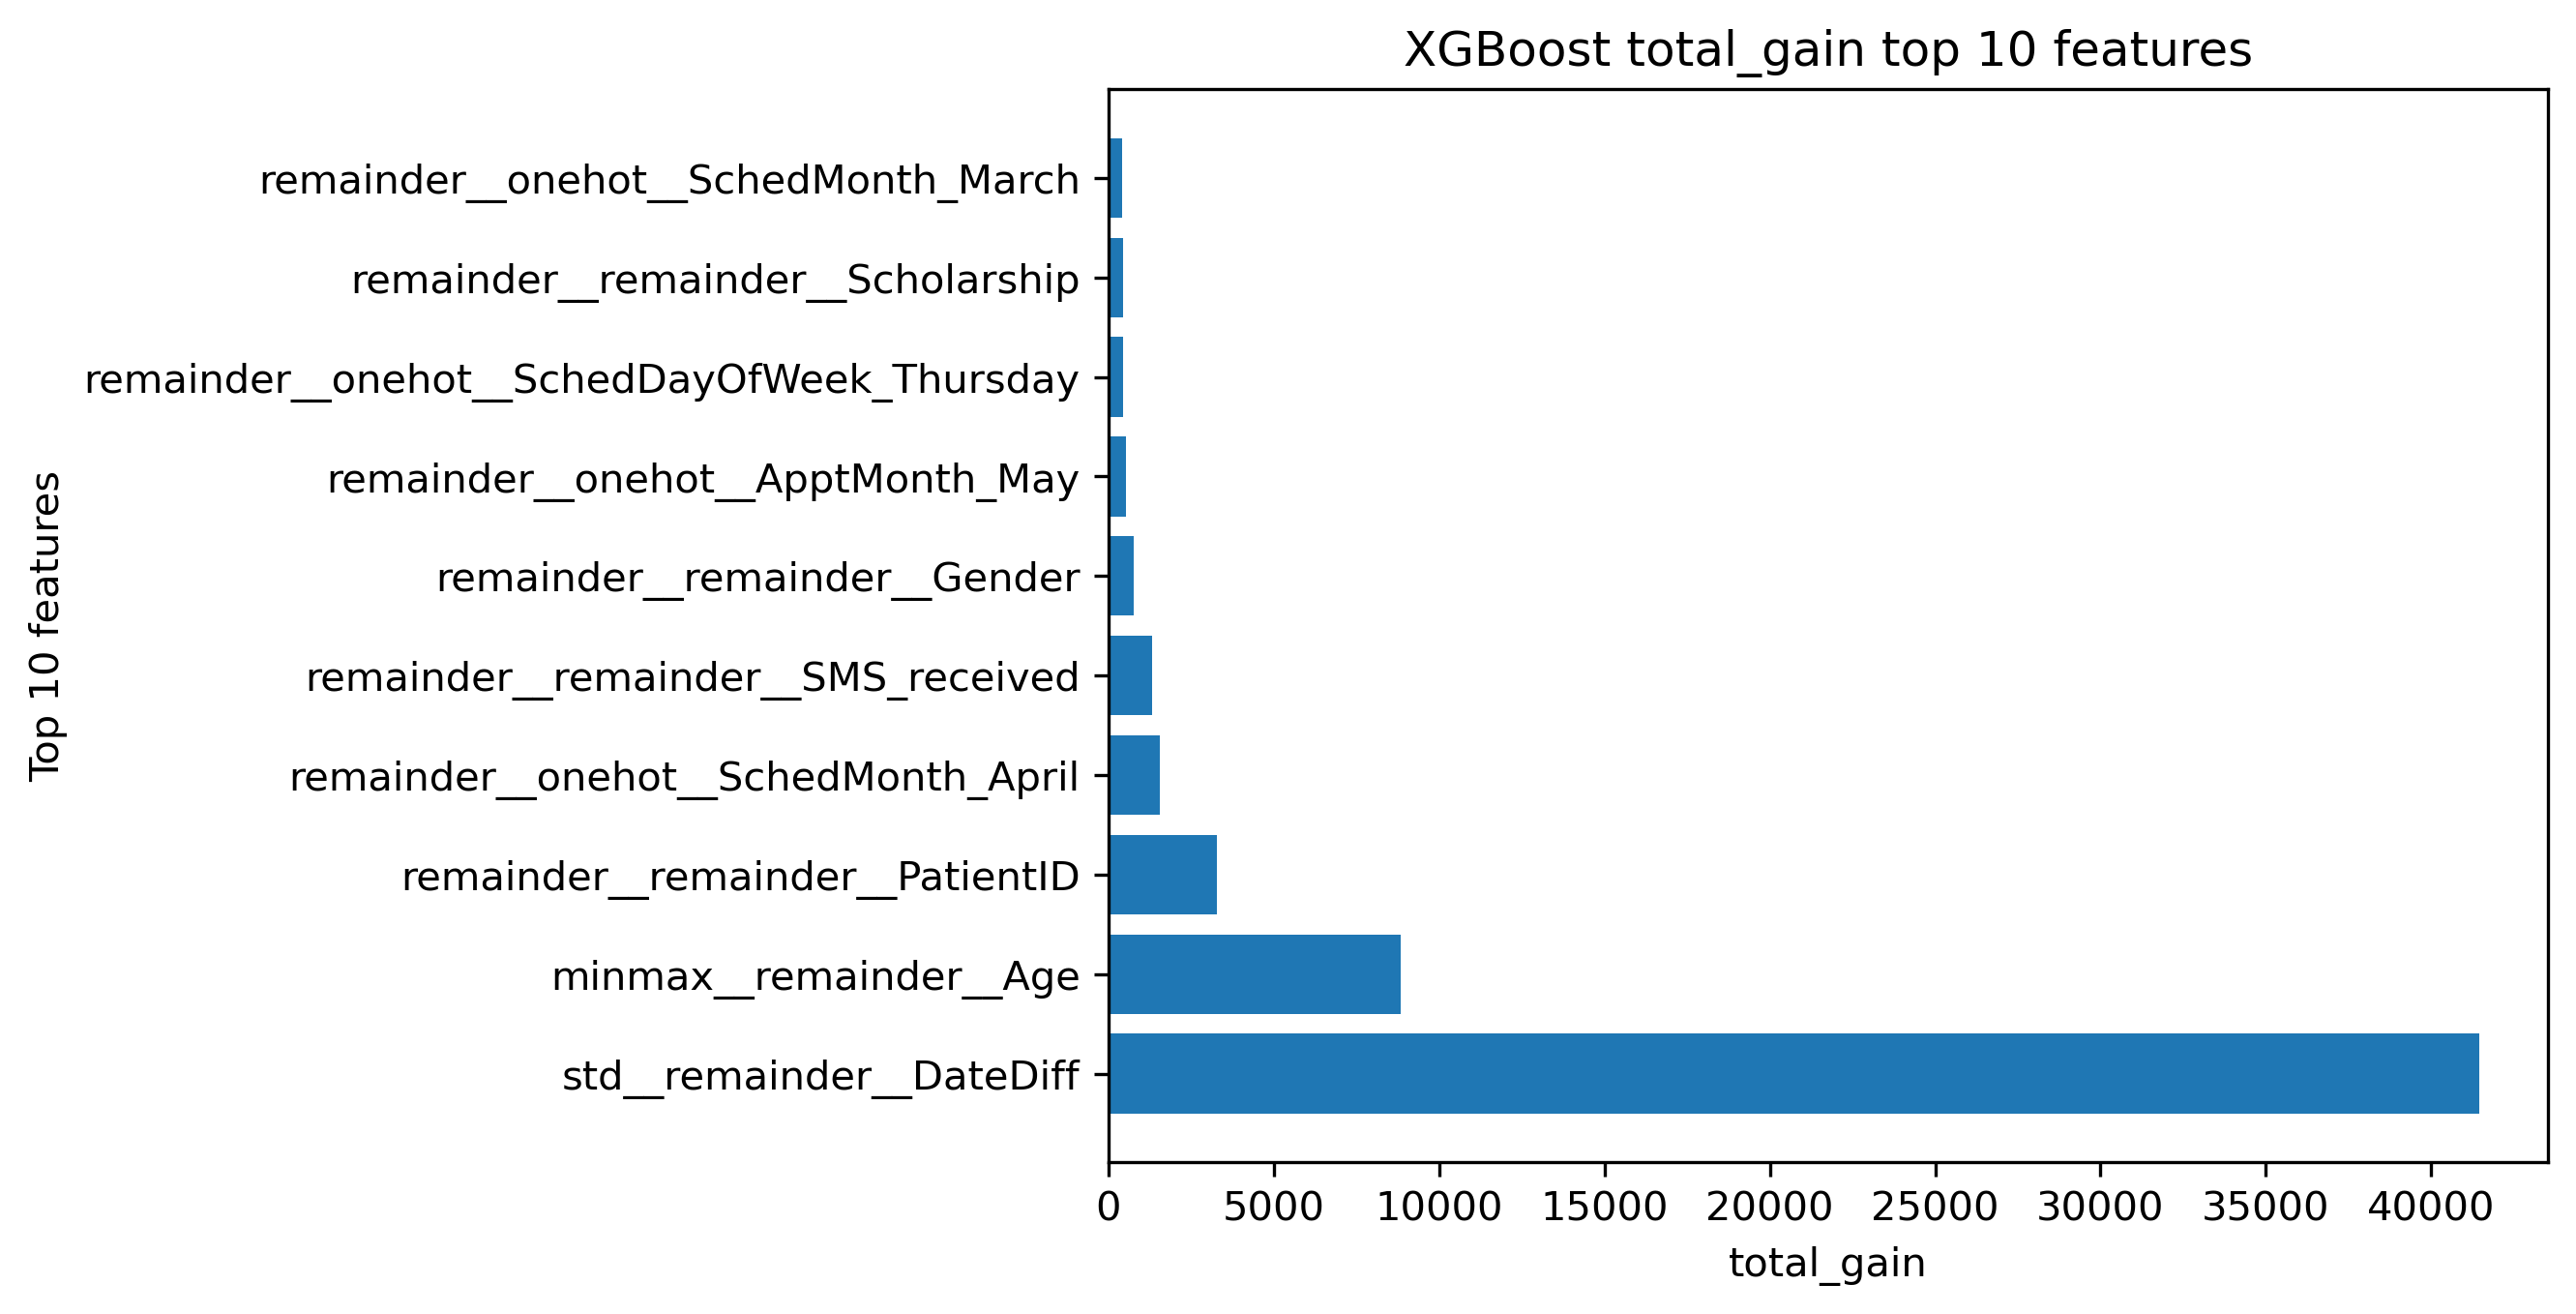 XGBoost total_gain top 10 features
Top 10 features
remainder__onehot__SchedMonth_March
remainder__remainder__Scholarship
remainder__onehot__SchedDayOfWeek_Thursday
remainder__onehot__ApptMonth_May
remainder__remainder__Gender
remainder__remainder__SMS_received
remainder__onehot__SchedMonth_April
remainder__remainder__PatientID
minmax__remainder__Age
std__remainder__DateDiff
0 5000 10000 15000 20000 25000 30000 35000 40000
total_gain